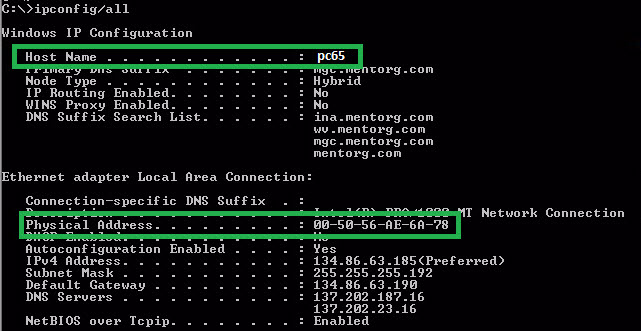 C:\>ipconfig/all
Windows IP Configuration
Host Name . . . . . . . . . . . . : pc65
Primary Dns Suffix . . . . . . . : mgc.mentorg.com
Node Type . . . . . . . . . . . . : Hybrid
IP Routing Enabled. . . . . . . . : No
WINS Proxy Enabled. . . . . . . . : No
DNS Suffix Search List. . . . . . : ina.mentorg.com
wv.mentorg.com
mgc.mentorg.com
mentorg.com
Ethernet adapter Local Area Connection:
Connection-specific DNS Suffix . :
Description . . . . . . . . . . . : Intel(R) PRO/1000 MT Network Connection
Physical Address. . . . . . . . . : 00-50-56-AE-6A-78
DHCP Enabled. . . . . . . . . . . : No
Autoconfiguration Enabled . . . . : Yes
IPv4 Address. . . . . . . . . . . : 134.86.63.185(Preferred)
Subnet Mask . . . . . . . . . . . : 255.255.255.192
Default Gateway . . . . . . . . . : 134.86.63.190
DNS Servers . . . . . . . . . . . : 137.202.187.16
137.202.23.16
NetBIOS over Tcpip. . . . . . . . : Enabled